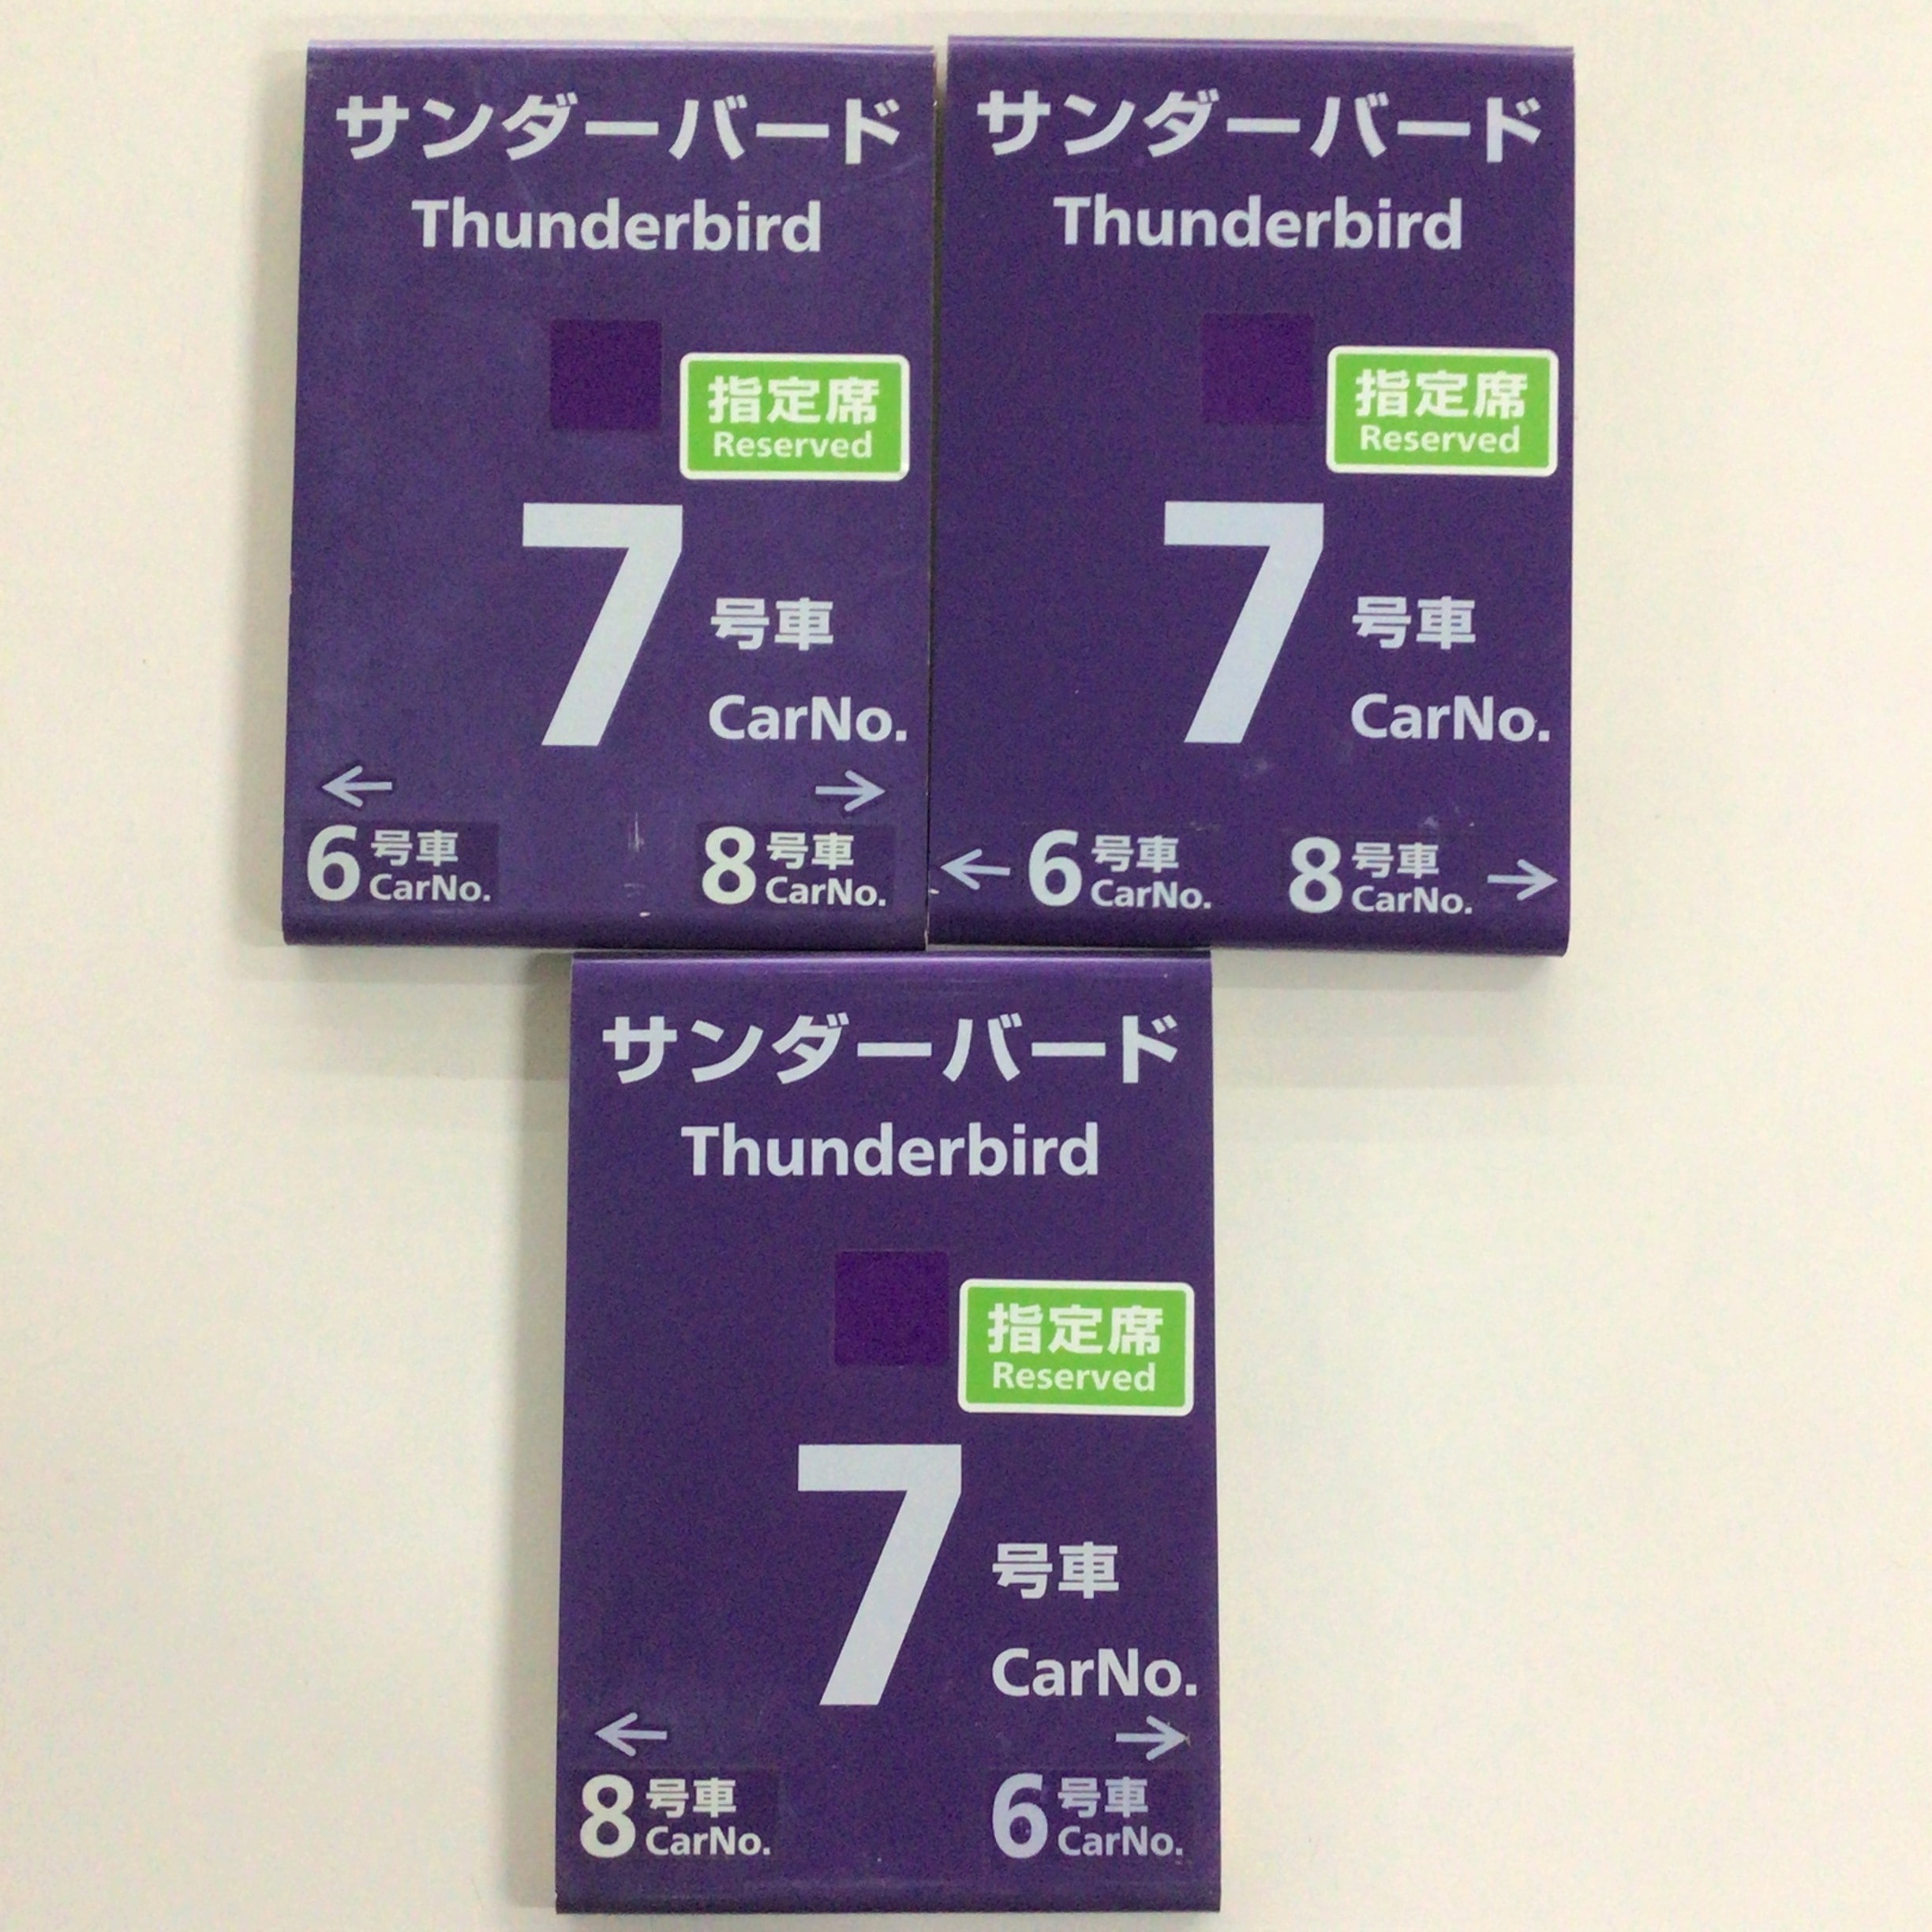 サンダーバード
Thunderbird
指定席
Reserved
7 号車
CarNo.
← →
6 号車 CarNo. 8 号車 CarNo.
サンダーバード
Thunderbird
指定席
Reserved
7 号車
CarNo.
← 6 号車 CarNo. 8 号車 CarNo. →
サンダーバード
Thunderbird
指定席
Reserved
7 号車
CarNo.
← →
8 号車 CarNo. 6 号車 CarNo.